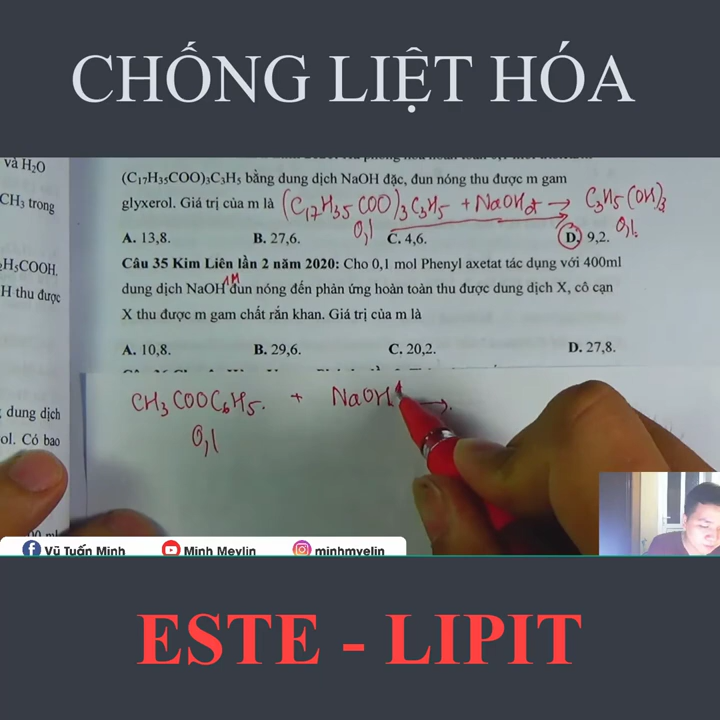 CHỐNG LIỆT HÓA
và H₂O
(C₁₇H₃₅COO)₃C₃H₅ bằng dung dịch NaOH đặc, đun nóng thu được m gam
CH₃ trong
glyxerol. Giá trị của m là (C₁₇H₃₅COO)₃C₃H₅ + NaOH → C₃H₅(OH)₃
0,1 0,1
A. 13,8. B. 27,6. C. 4,6. D. 9,2.
H₅COOH.
Câu 35 Kim Liên lần 2 năm 2020: Cho 0,1 mol Phenyl axetat tác dụng với 400ml
1M
H thu được
dung dịch NaOH đun nóng đến phản ứng hoàn toàn thu được dung dịch X, cô cạn
X thu được m gam chất rắn khan. Giá trị của m là
A. 10,8. B. 29,6. C. 20,2. D. 27,8.
CH₃COOC₆H₅. + NaOH →
dung dịch
0,1
ol. Có bao
Vũ Tuấn Minh Minh Meylin minhmyelin
ESTE - LIPIT